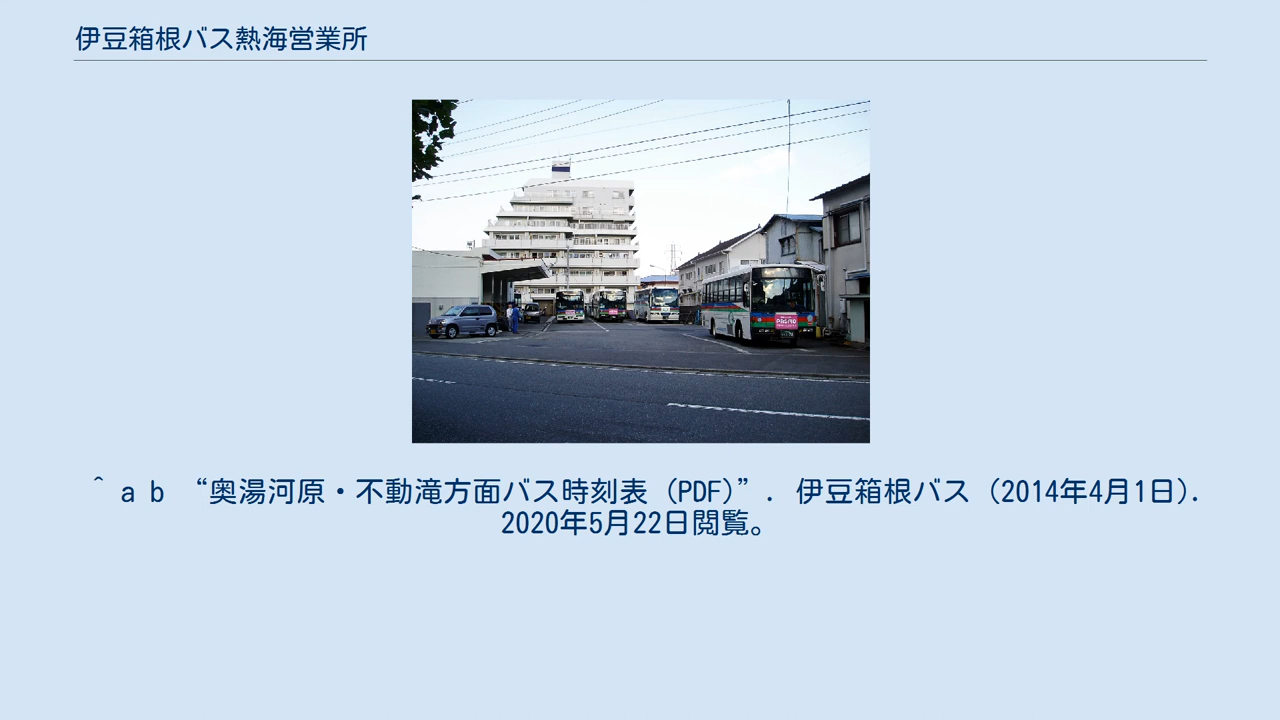 伊豆箱根バス熱海営業所
PASMO
^ a b “奥湯河原・不動滝方面バス時刻表 (PDF)”. 伊豆箱根バス (2014年4月1日).
2020年5月22日閲覧。